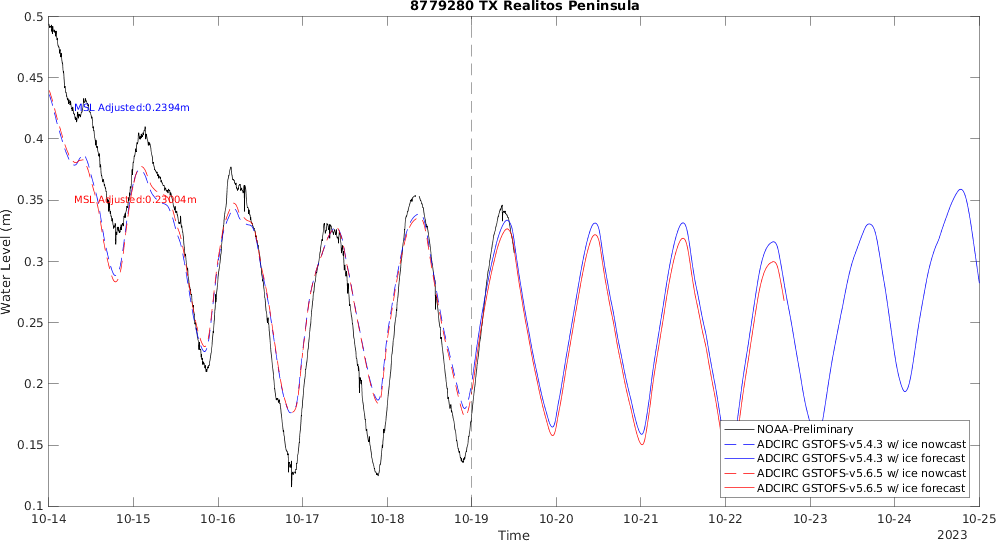 8779280 TX Realitos Peninsula
0.5
0.45
0.4
0.35
0.3
0.25
0.2
0.15
0.1
Water Level (m)
MSL Adjusted:0.2394m
MSL Adjusted:0.23004m
NOAA-Preliminary
ADCIRC GSTOFS-v5.4.3 w/ ice nowcast
ADCIRC GSTOFS-v5.4.3 w/ ice forecast
ADCIRC GSTOFS-v5.6.5 w/ ice nowcast
ADCIRC GSTOFS-v5.6.5 w/ ice forecast
10-14 10-15 10-16 10-17 10-18 10-19 10-20 10-21 10-22 10-23 10-24 10-25
Time
2023